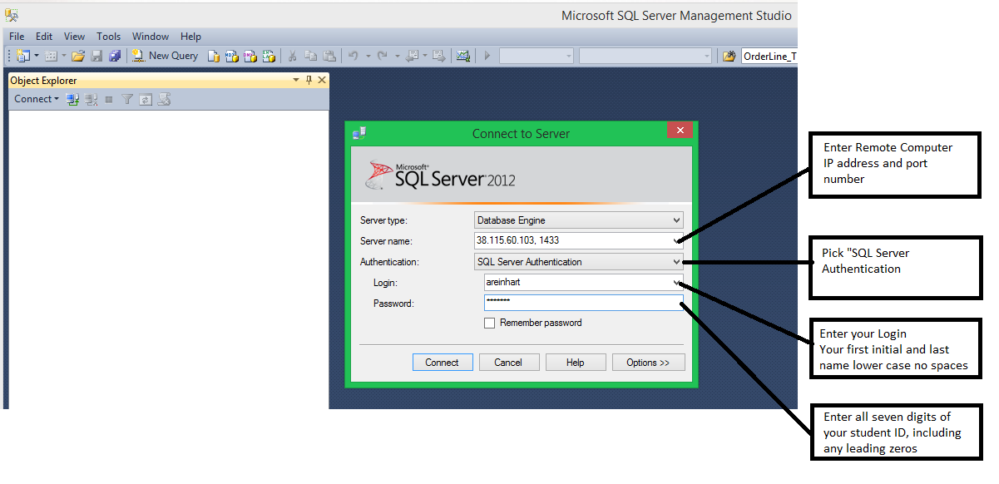 Microsoft SQL Server Management Studio
File Edit View Tools Window Help
New Query
OrderLine_T
Object Explorer
Connect
Connect to Server
Microsoft®
SQL Server® 2012
Server type: Database Engine
Server name: 38.115.60.103, 1433
Authentication: SQL Server Authentication
Login: areinhart
Password: *******
Remember password
Connect Cancel Help Options >>
Enter Remote Computer
IP address and port
number
Pick "SQL Server
Authentication
Enter your Login
Your first initial and last
name lower case no spaces
Enter all seven digits of
your student ID, including
any leading zeros